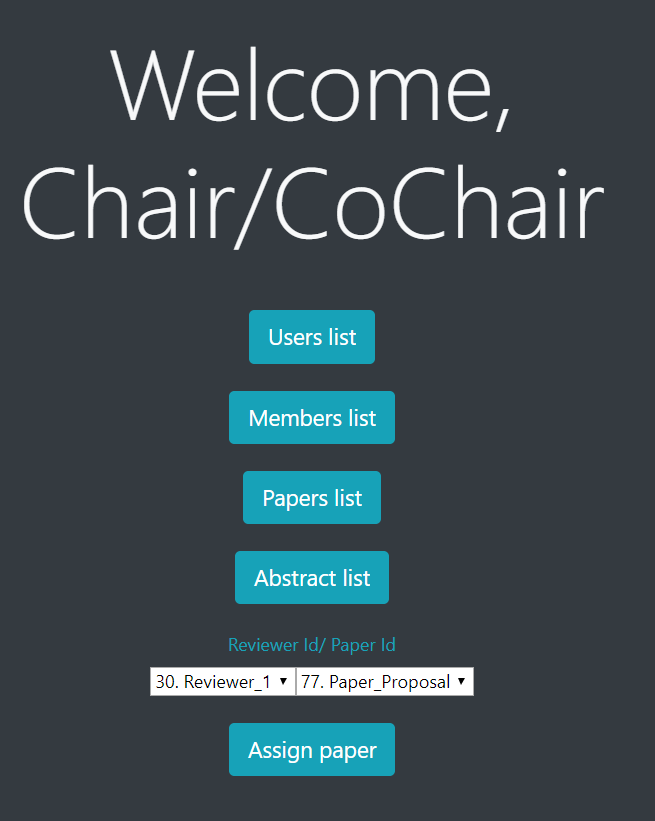 Welcome,
Chair/CoChair
Users list
Members list
Papers list
Abstract list
Reviewer Id/ Paper Id
30. Reviewer_1 77. Paper_Proposal
Assign paper